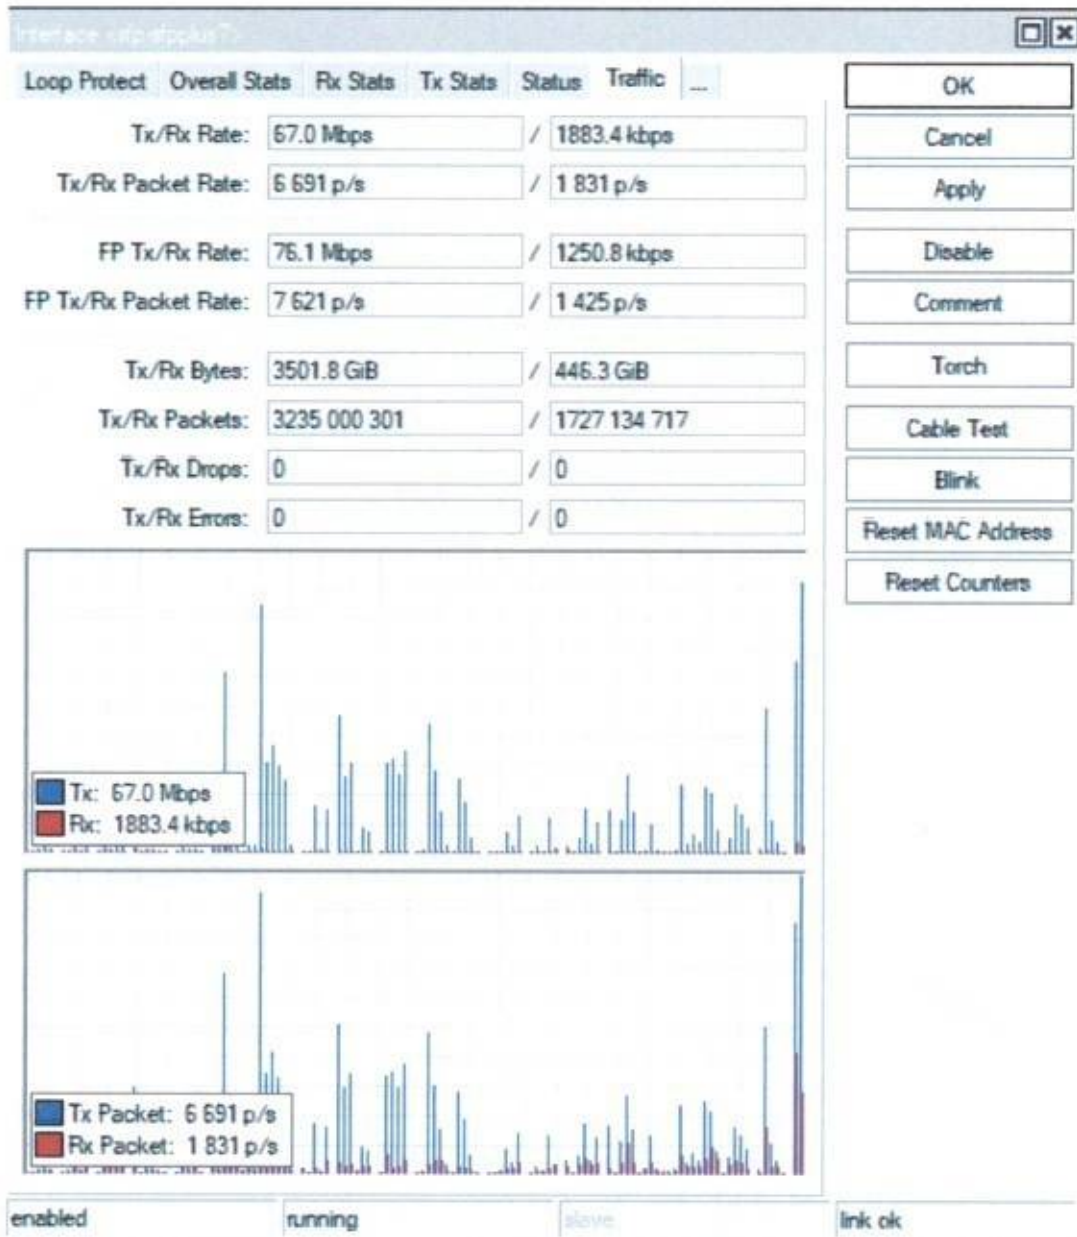 Interface <sfp-sfpplus7>
Loop Protect Overall Stats Rx Stats Tx Stats Status Traffic ...
Tx/Rx Rate: 67.0 Mbps / 1883.4 kbps
Tx/Rx Packet Rate: 6 691 p/s / 1 831 p/s
FP Tx/Rx Rate: 76.1 Mbps / 1250.8 kbps
FP Tx/Rx Packet Rate: 7 621 p/s / 1 425 p/s
Tx/Rx Bytes: 3501.8 GiB / 446.3 GiB
Tx/Rx Packets: 3235 000 301 / 1727 134 717
Tx/Rx Drops: 0 / 0
Tx/Rx Errors: 0 / 0
OK
Cancel
Apply
Disable
Comment
Torch
Cable Test
Blink
Reset MAC Address
Reset Counters
Tx: 67.0 Mbps
Rx: 1883.4 kbps
Tx Packet: 6 691 p/s
Rx Packet: 1 831 p/s
enabled running slave link ok